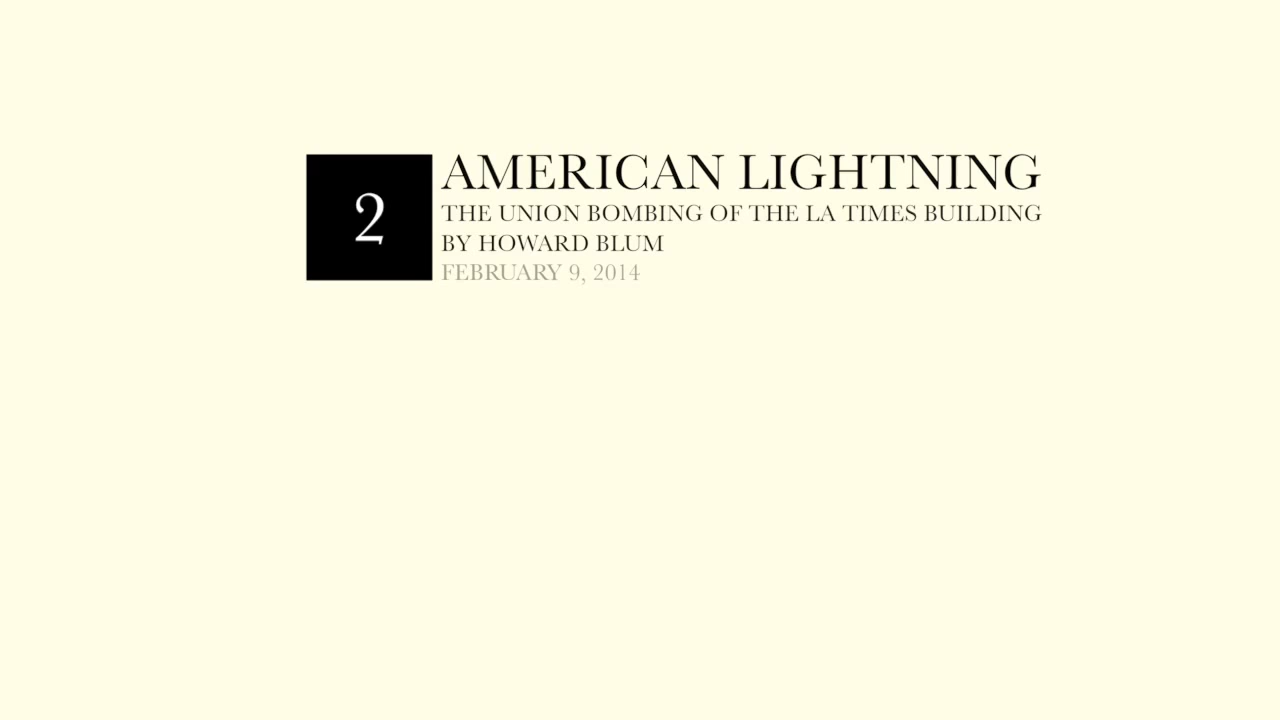 2
AMERICAN LIGHTNING
THE UNION BOMBING OF THE LA TIMES BUILDING
BY HOWARD BLUM
FEBRUARY 9, 2014